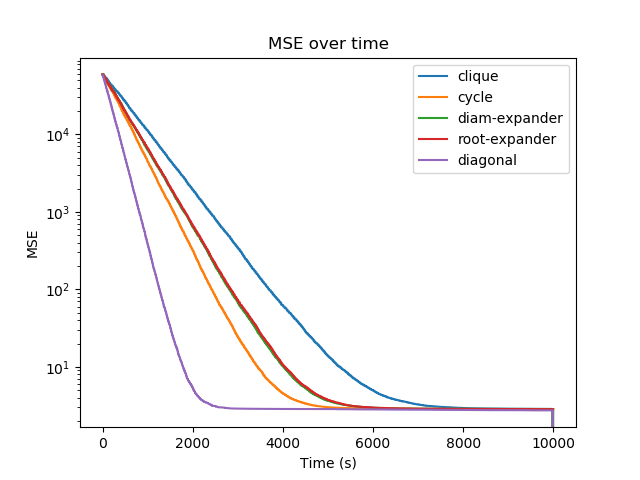 MSE over time
MSE
10^4
10^3
10^2
10^1
0
2000
4000
6000
8000
10000
Time (s)
clique
cycle
diam-expander
root-expander
diagonal